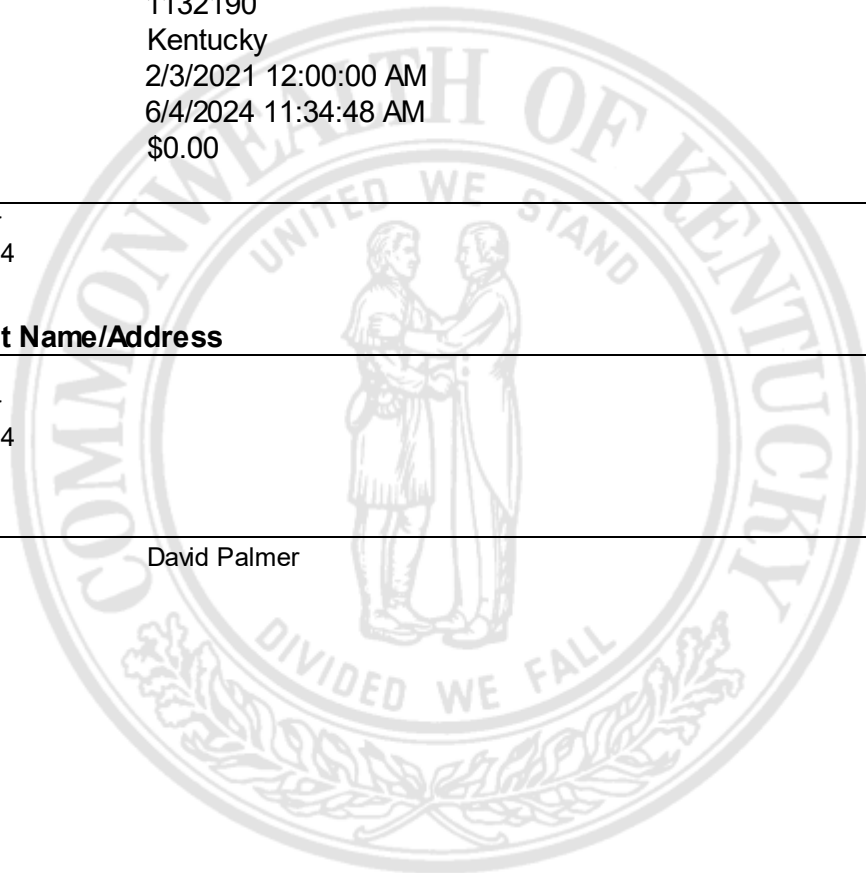 1132190
Kentucky
2/3/2021 12:00:00 AM
6/4/2024 11:34:48 AM
$0.00
4
t Name/Address
4
David Palmer
COMMONWEALTH OF KENTUCKY
UNITED WE STAND
DIVIDED WE FALL